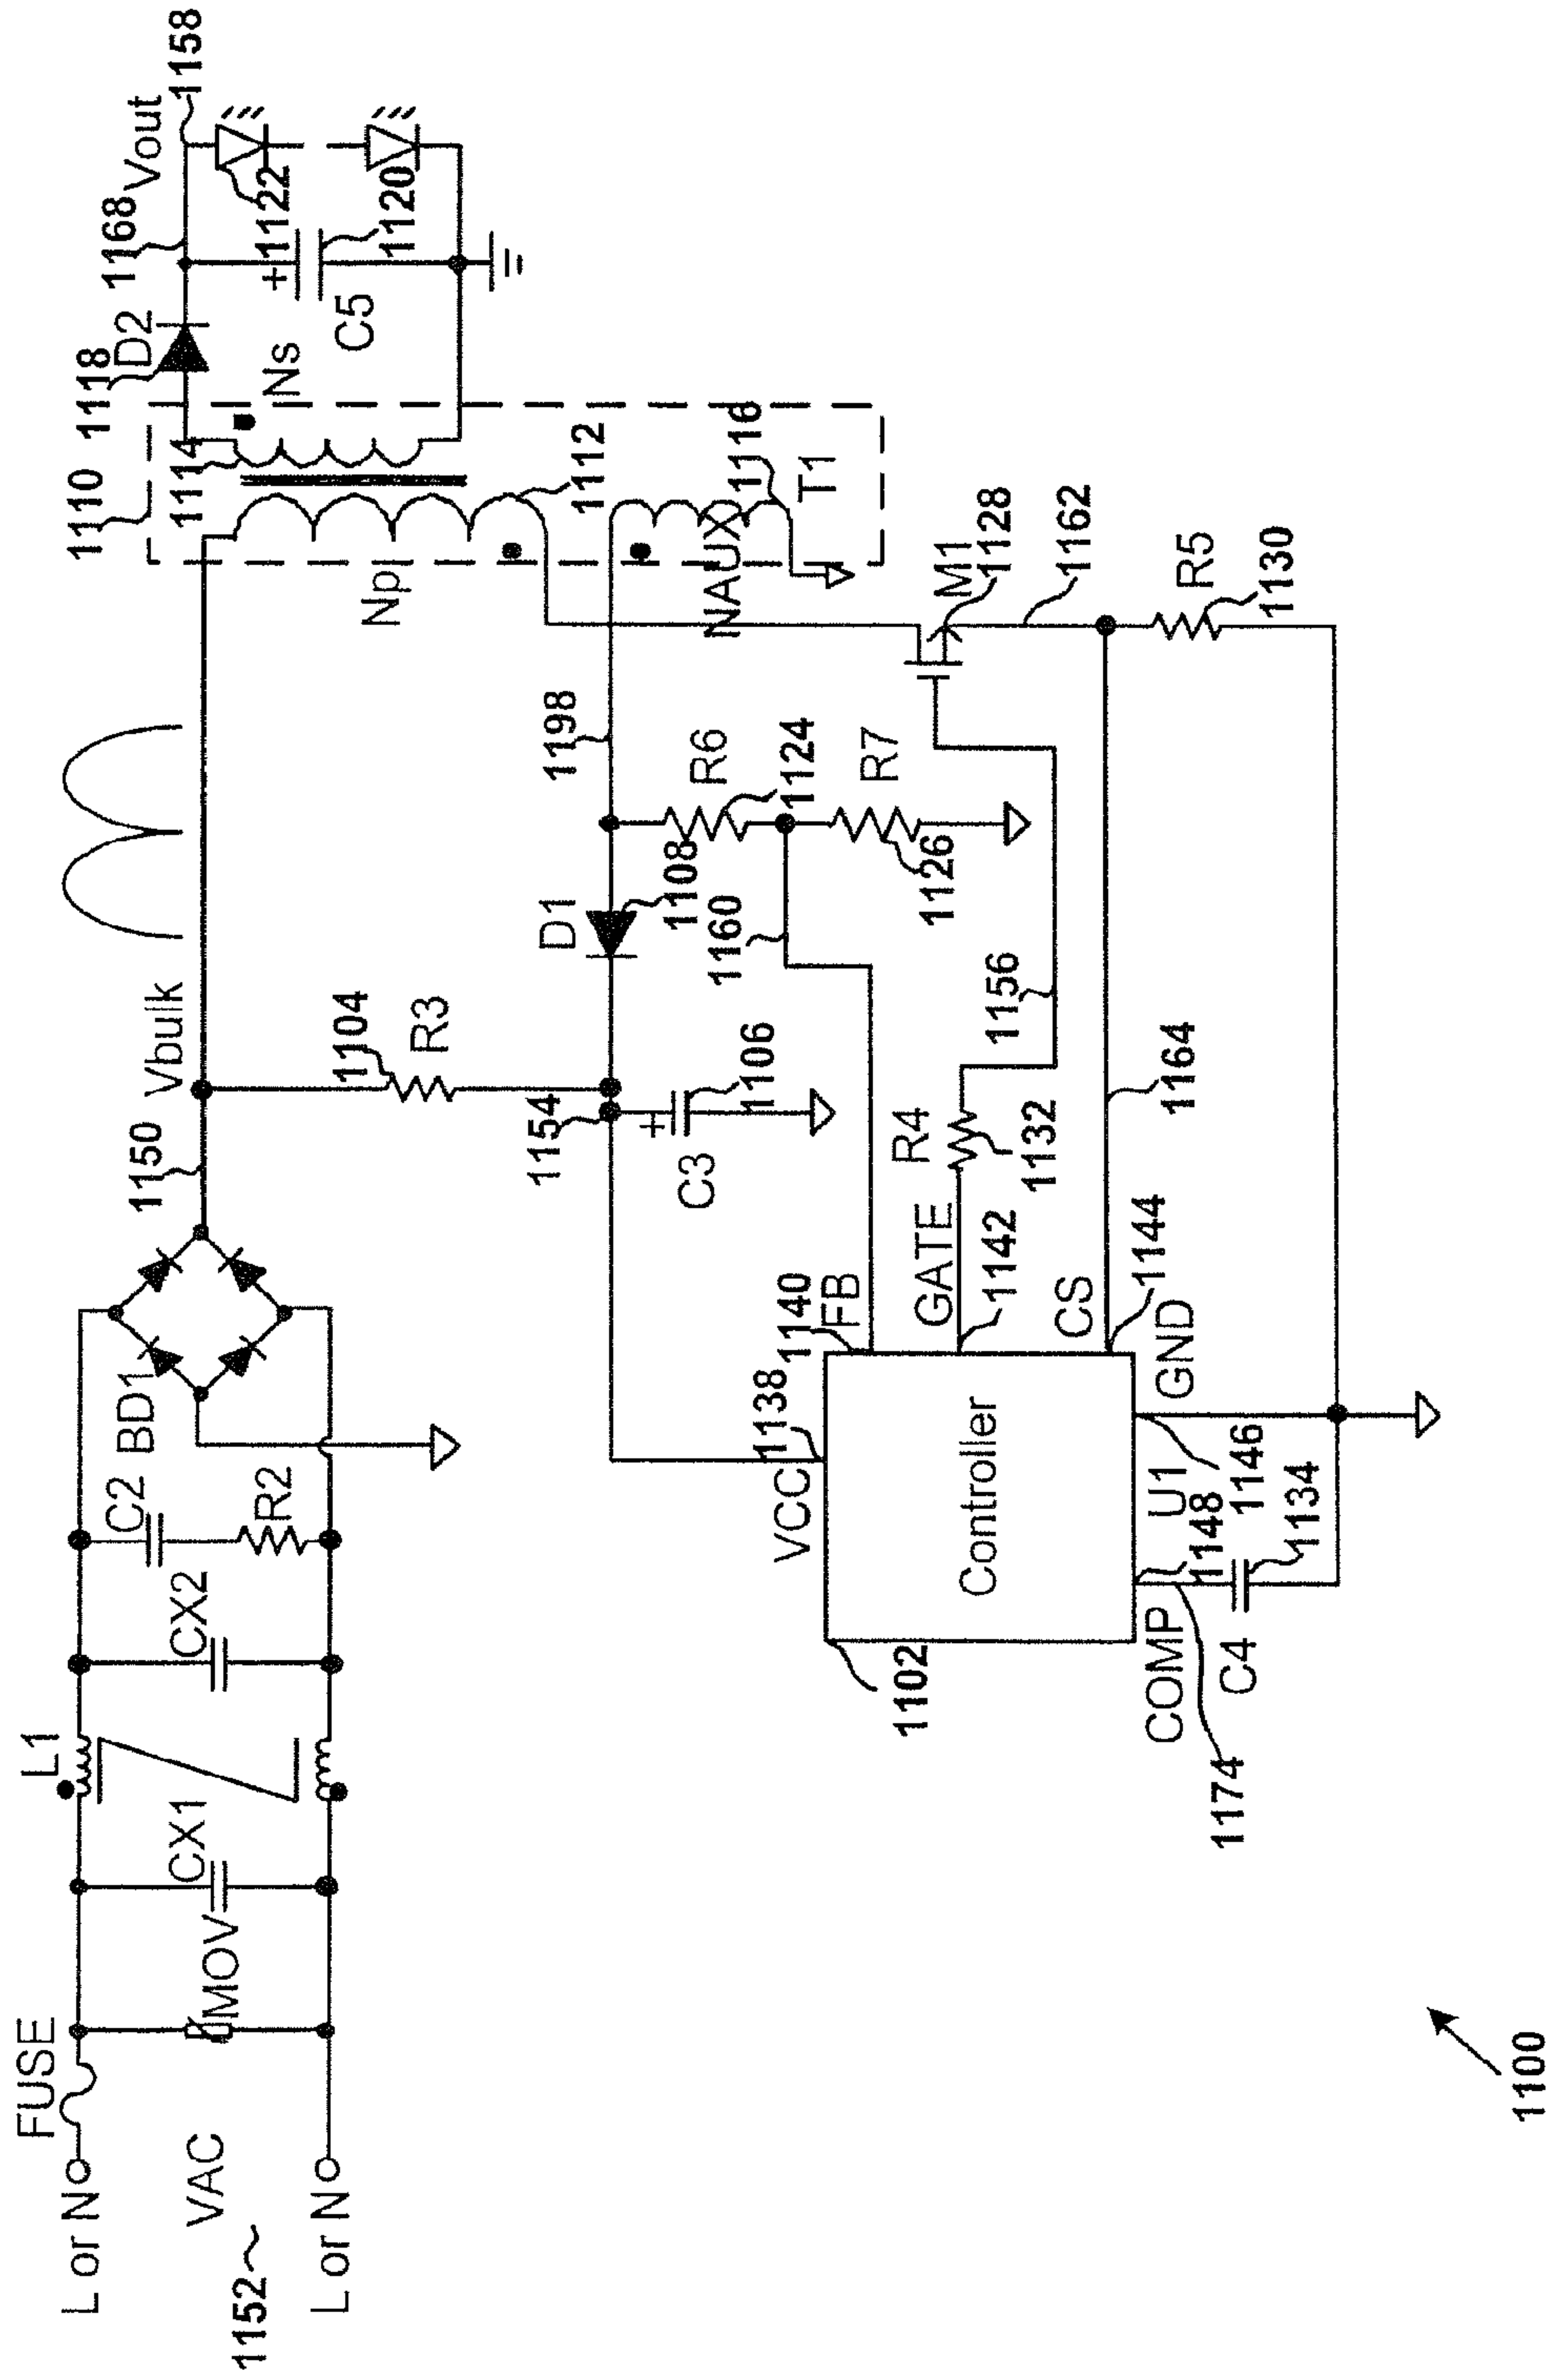 FUSE
L or N
VAC
1152
L or N
MOV
CX1
L1
CX2
C2
R2
BD1
1150
Vbulk
1104
R3
1154
C3
1106
D1
1108
1198
R6
1124
R7
1126
1160
1110
1114
Np
Ns
1112
NAUX
1116
T1
1118
D2
1168
Vout
1158
1122
1120
C5
M1
1128
1162
R5
1130
1156
R4
1132
1164
1138
VCC
1140
FB
GATE
1142
CS
1144
GND
1146
U1
1148
1134
COMP
C4
1174
Controller
1102
1100